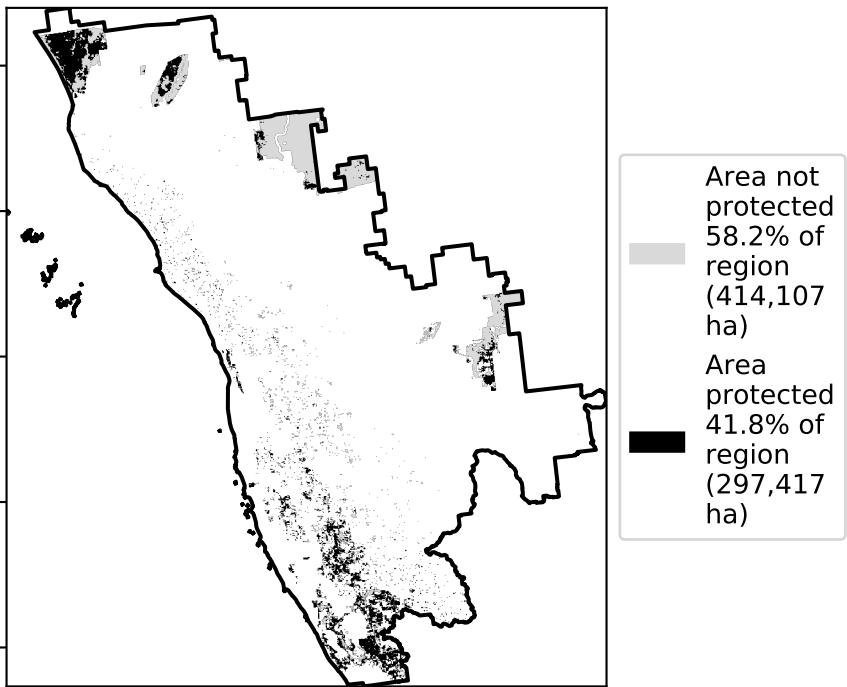 Area not
protected
58.2% of
region
(414,107
ha)
Area
protected
41.8% of
region
(297,417
ha)